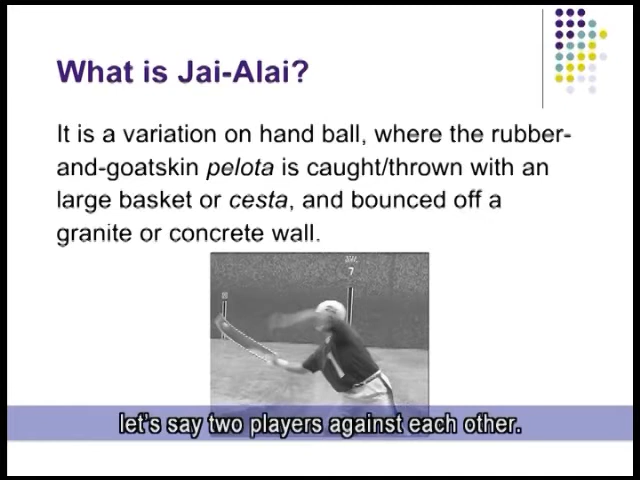 What is Jai-Alai?
It is a variation on hand ball, where the rubber-
and-goatskin pelota is caught/thrown with an
large basket or cesta, and bounced off a
granite or concrete wall.
7
let's say two players against each other.